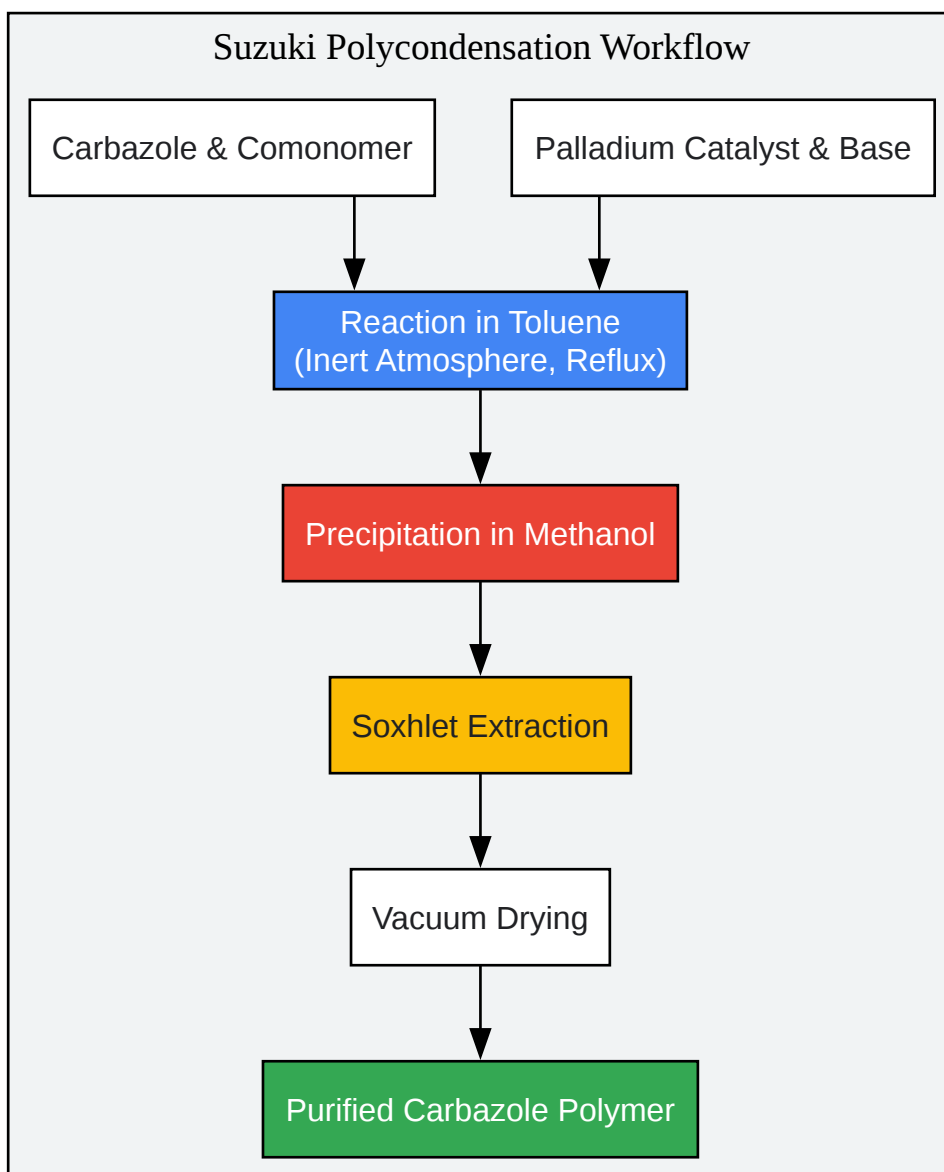 Suzuki Polycondensation Workflow
Carbazole & Comonomer
Palladium Catalyst & Base
Reaction in Toluene
(Inert Atmosphere, Reflux)
Precipitation in Methanol
Soxhlet Extraction
Vacuum Drying
Purified Carbazole Polymer